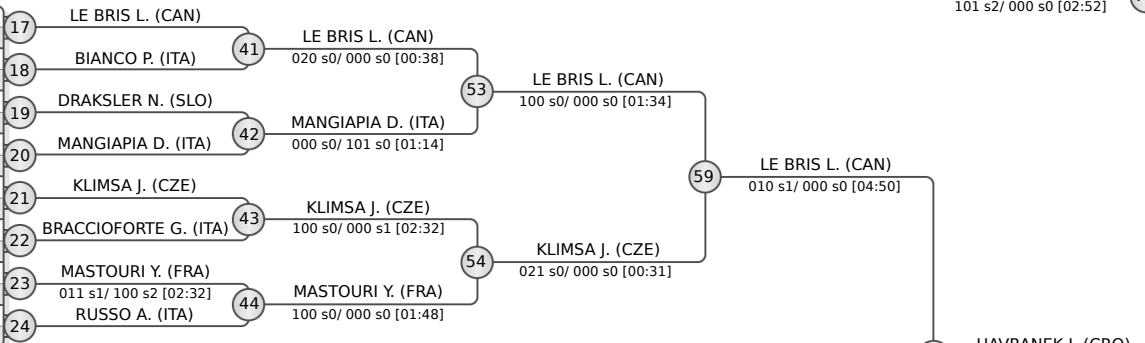 101 s2/ 000 s0 [02:52]
17
LE BRIS L. (CAN)
18
BIANCO P. (ITA)
19
DRAKSLER N. (SLO)
20
MANGIAPIA D. (ITA)
21
KLIMSA J. (CZE)
22
BRACCIOFORTE G. (ITA)
23
MASTOURI Y. (FRA)
011 s1/ 100 s2 [02:32]
24
RUSSO A. (ITA)
41
LE BRIS L. (CAN)
020 s0/ 000 s0 [00:38]
42
MANGIAPIA D. (ITA)
000 s0/ 101 s0 [01:14]
43
KLIMSA J. (CZE)
100 s0/ 000 s1 [02:32]
44
MASTOURI Y. (FRA)
100 s0/ 000 s0 [01:48]
53
LE BRIS L. (CAN)
100 s0/ 000 s0 [01:34]
54
KLIMSA J. (CZE)
021 s0/ 000 s0 [00:31]
59
LE BRIS L. (CAN)
010 s1/ 000 s0 [04:50]